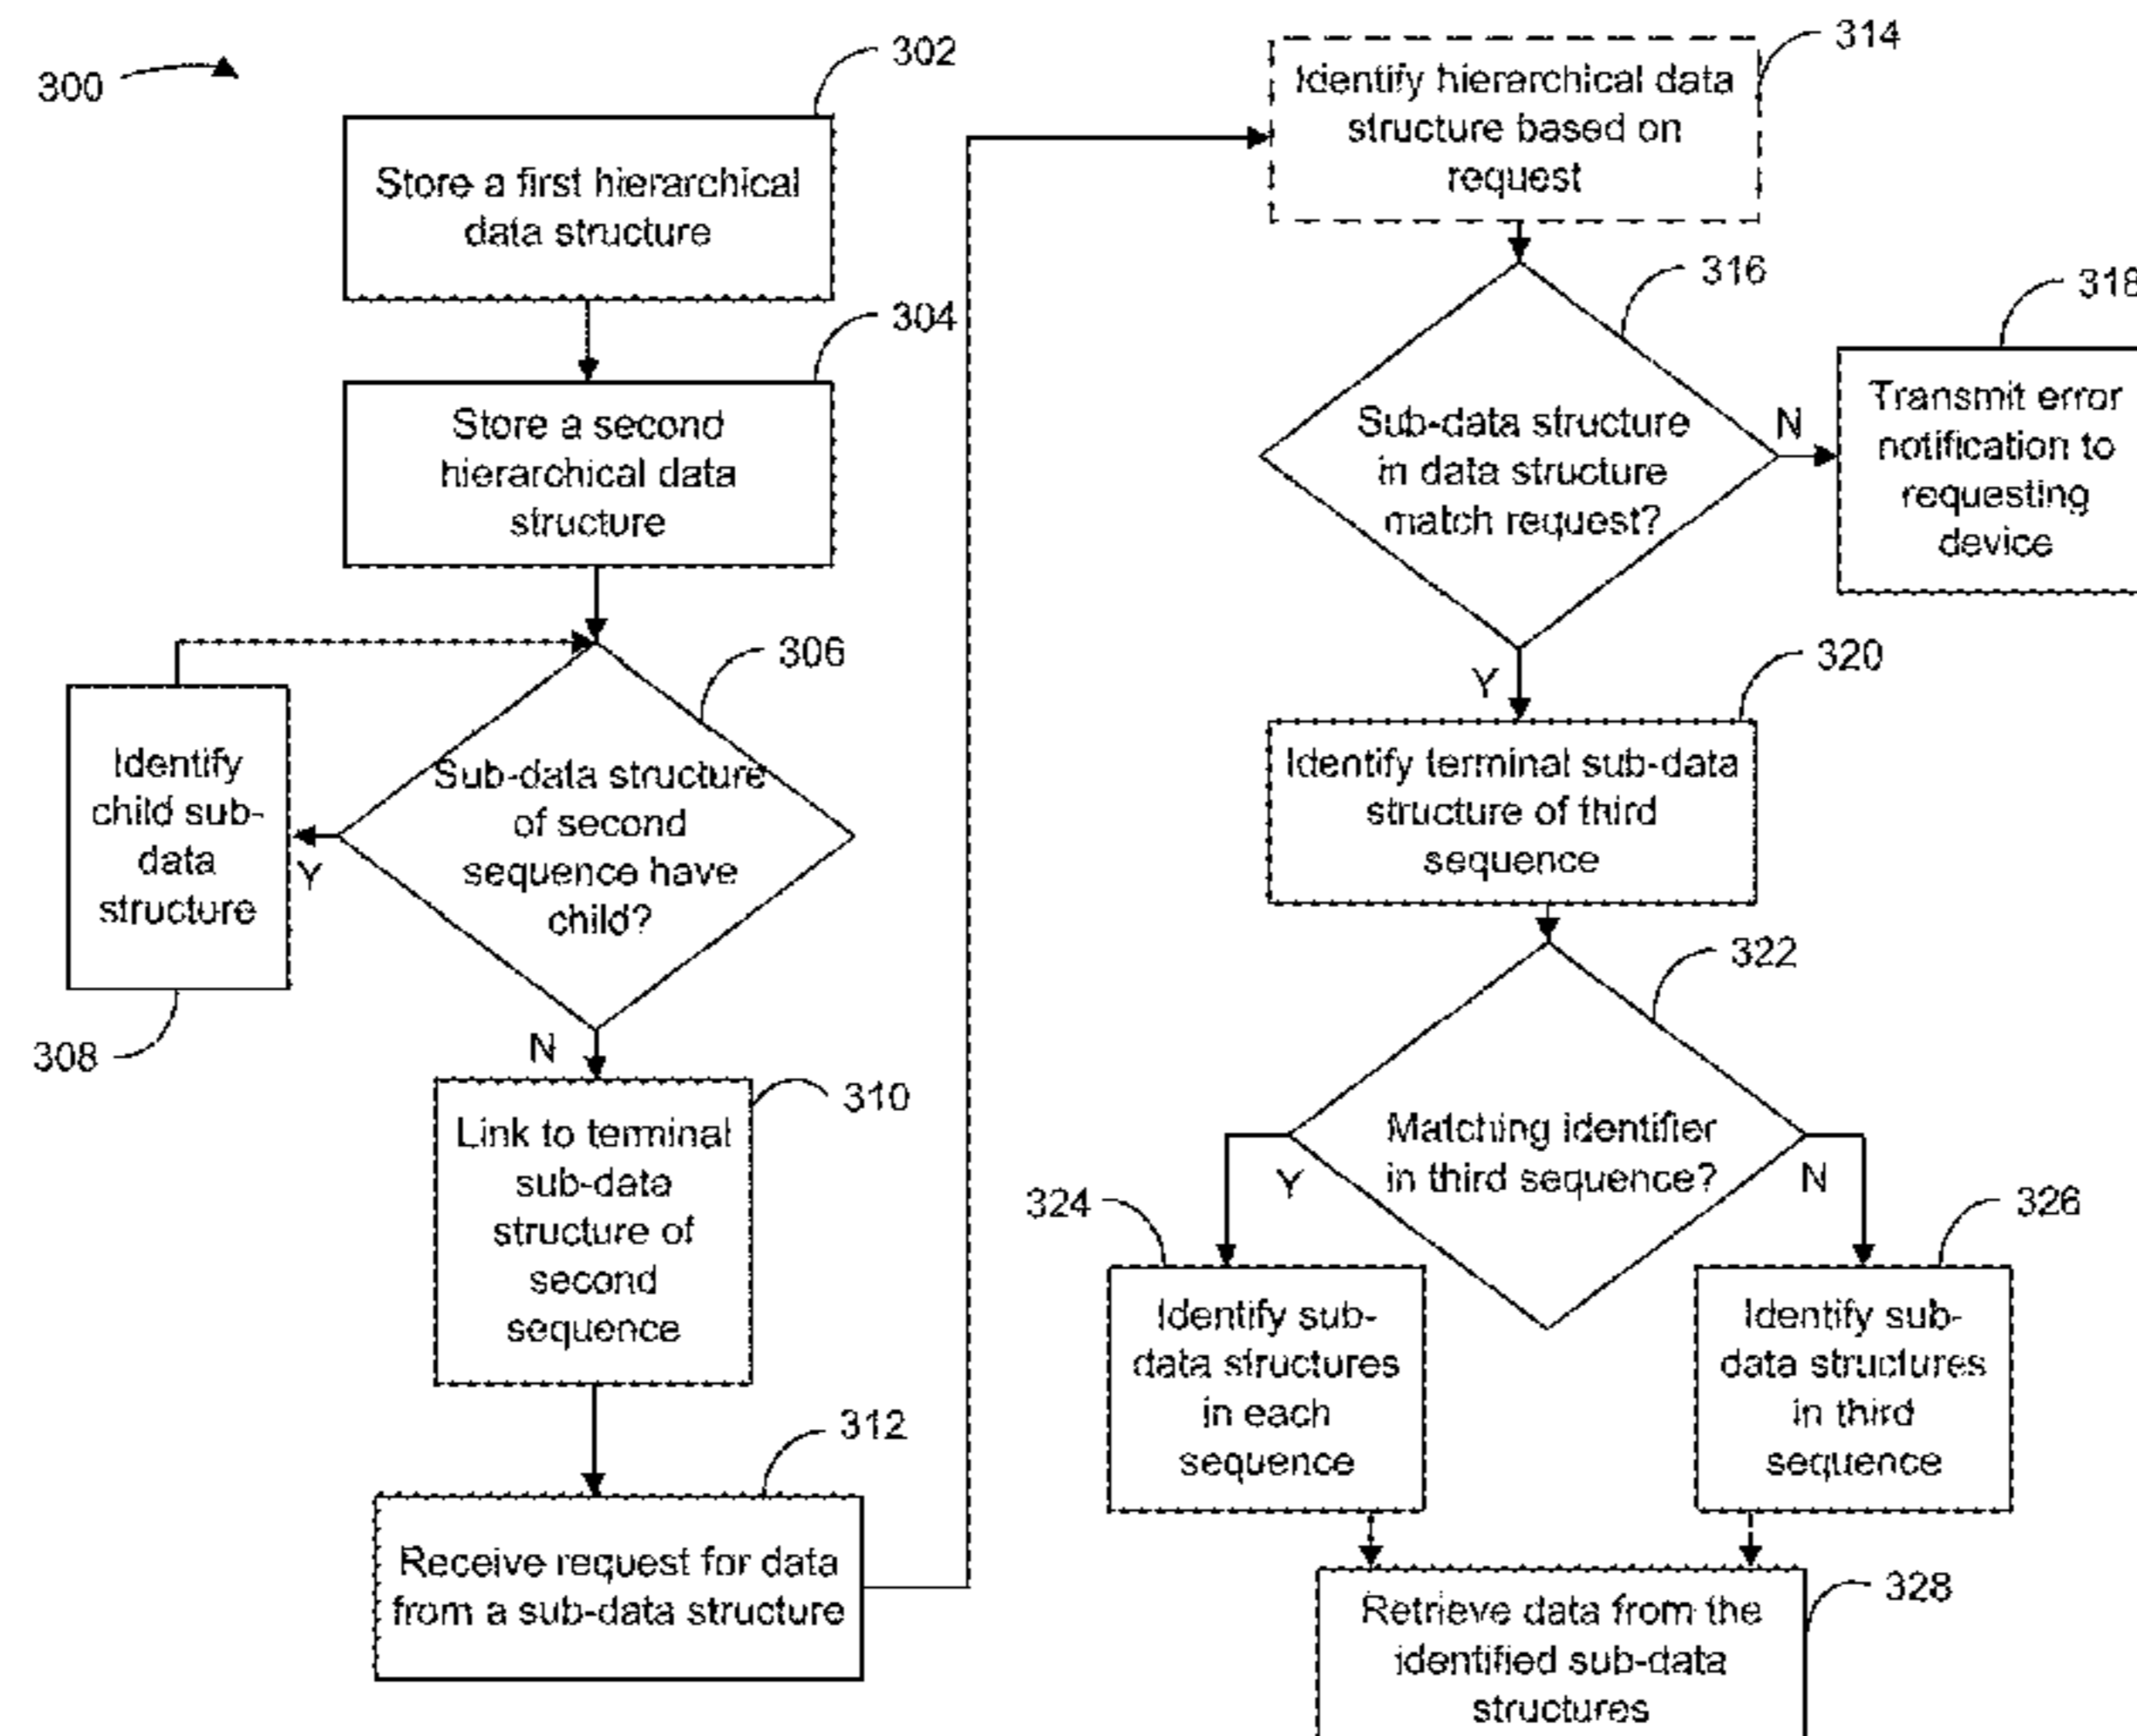 300
302
Store a first hierarchical
data structure
304
Store a second
hierarchical data
structure
306
Sub-data structure
of second
sequence have
child?
Y
Identify
child sub-
data
structure
308
N
310
Link to terminal
sub-data
structure of
second
sequence
312
Receive request for data
from a sub-data structure
314
Identify hierarchical data
structure based on
request
316
Sub-data structure
in data structure
match request?
N
318
Transmit error
notification to
requesting
device
Y
320
Identify terminal sub-data
structure of third
sequence
322
Matching identifier
in third sequence?
Y
N
324
Identify sub-
data structures
in each
sequence
326
Identify sub-
data structures
in third
sequence
328
Retrieve data from the
identified sub-data
structures